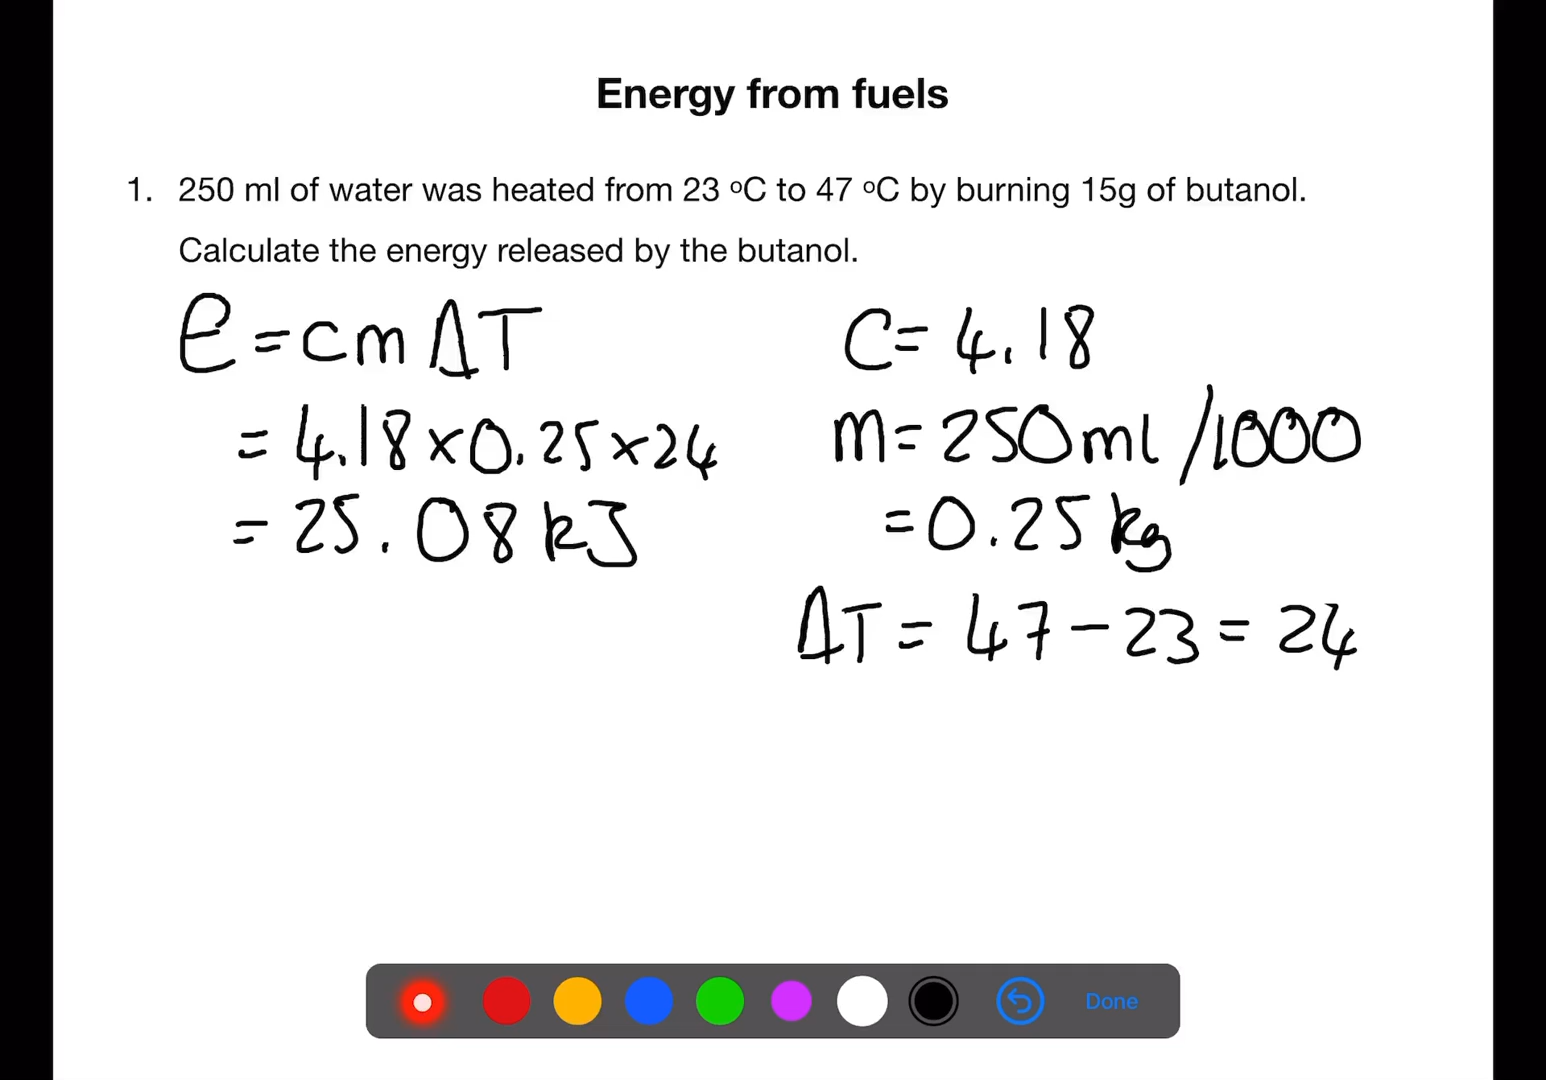 Energy from fuels
1. 250 ml of water was heated from 23 ºC to 47 ºC by burning 15g of butanol.
Calculate the energy released by the butanol.
E = cmΔT
= 4.18 x 0.25 x 24
= 25.08 kJ
C = 4.18
m = 250ml / 1000
= 0.25 kg
ΔT = 47 - 23 = 24
Done